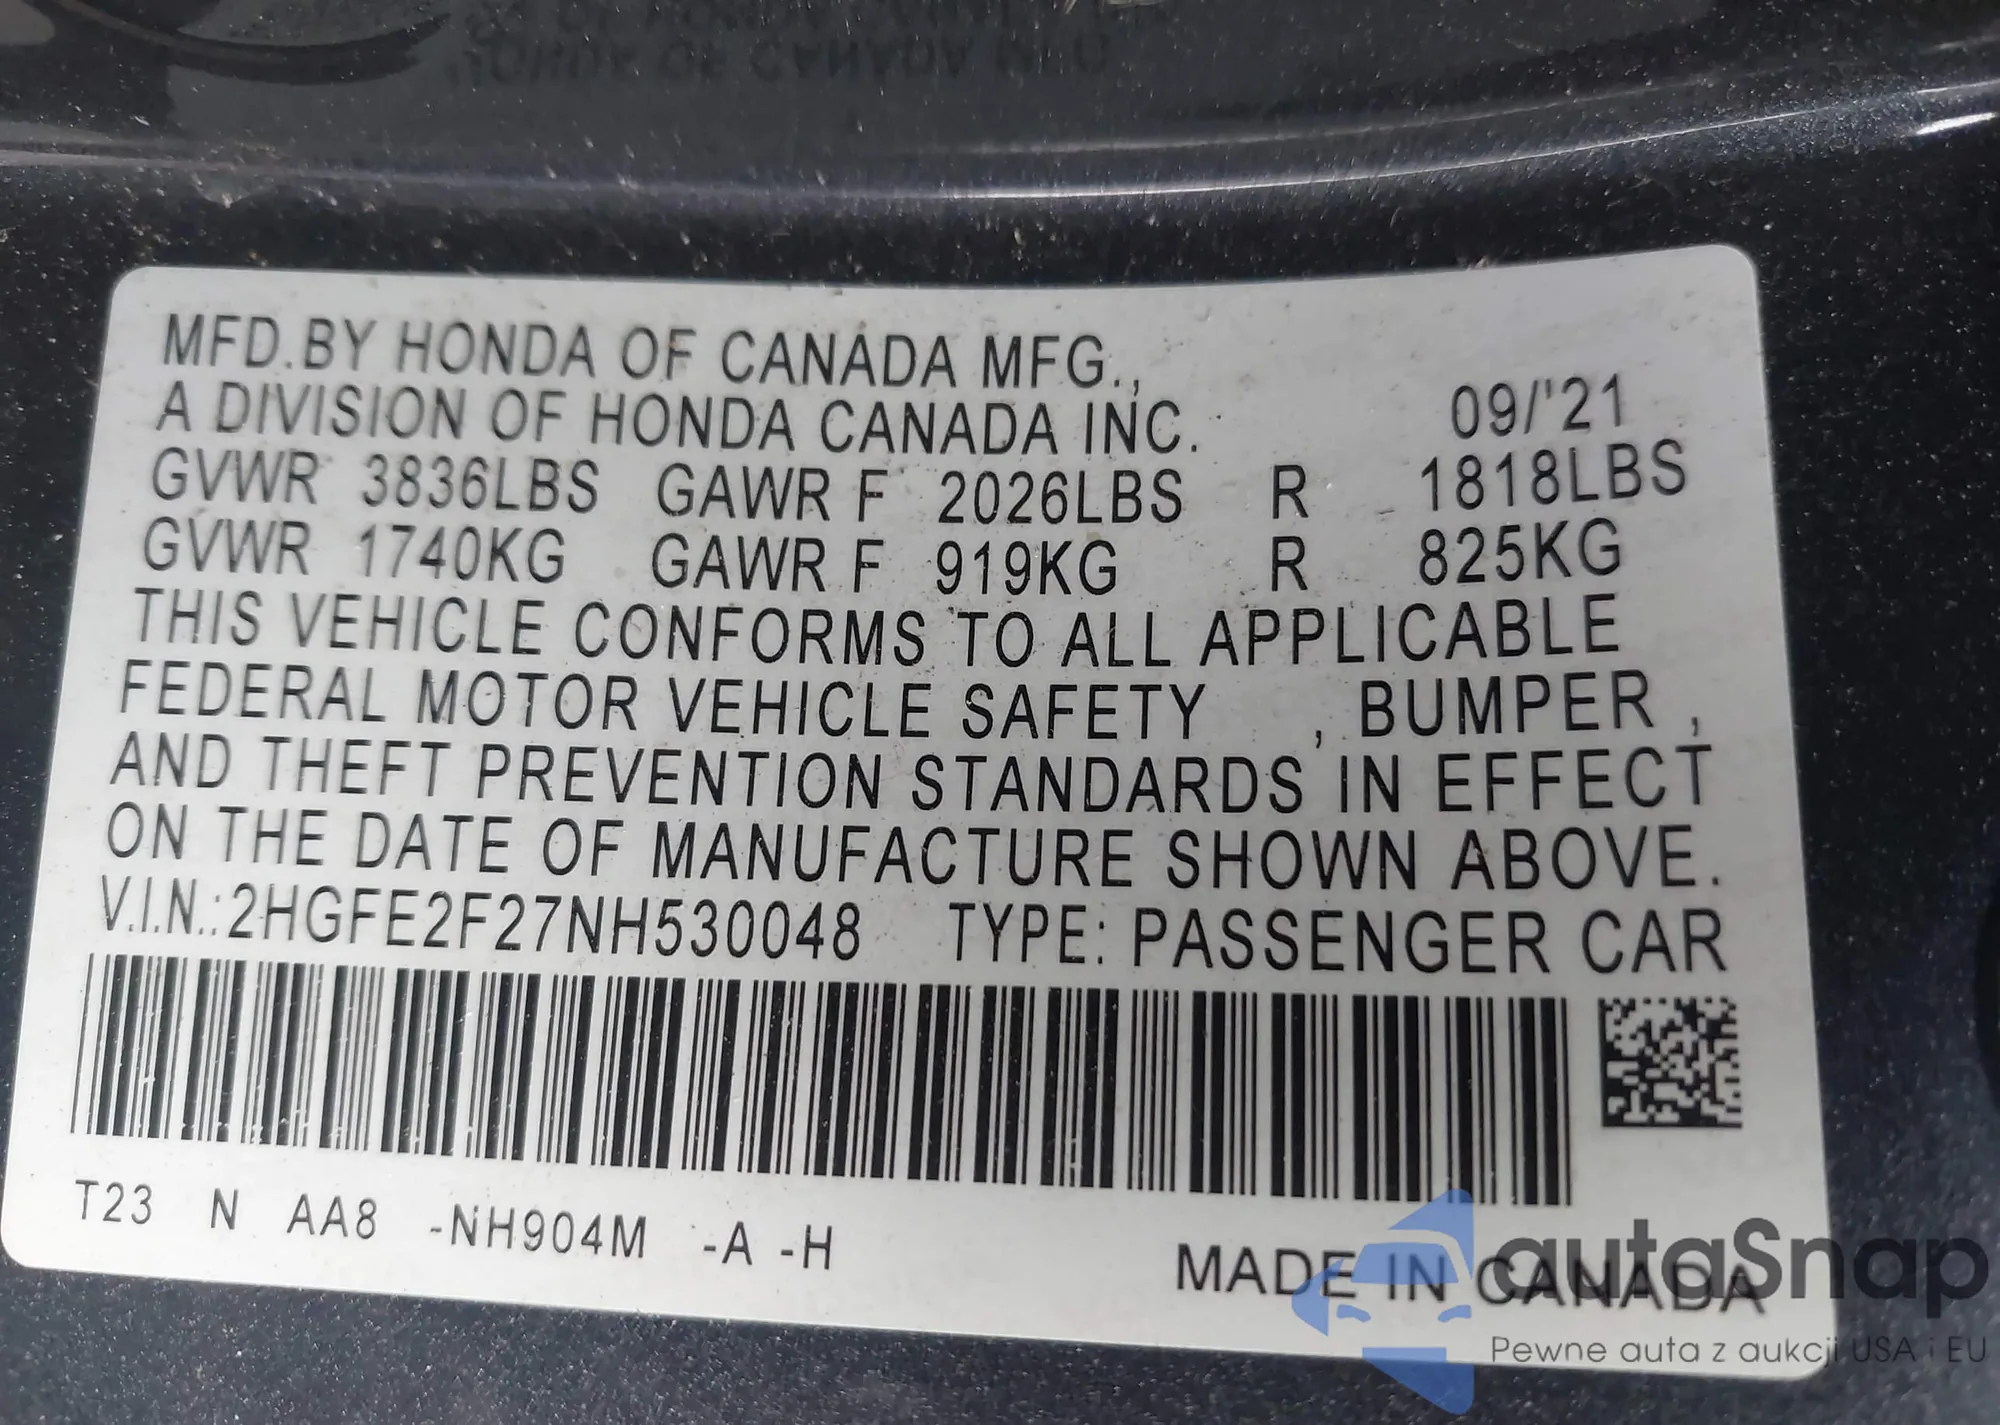 MFD.BY HONDA OF CANADA MFG.,
A DIVISION OF HONDA CANADA INC. 09/'21
GVWR 3836LBS GAWR F 2026LBS R 1818LBS
GVWR 1740KG GAWR F 919KG R 825KG
THIS VEHICLE CONFORMS TO ALL APPLICABLE
FEDERAL MOTOR VEHICLE SAFETY , BUMPER ,
AND THEFT PREVENTION STANDARDS IN EFFECT
ON THE DATE OF MANUFACTURE SHOWN ABOVE.
V.I.N.:2HGFE2F27NH530048 TYPE: PASSENGER CAR
T23 N AA8 -NH904M -A -H
MADE IN CANADA
autaSnap
Pewne auta z aukcji USA i EU